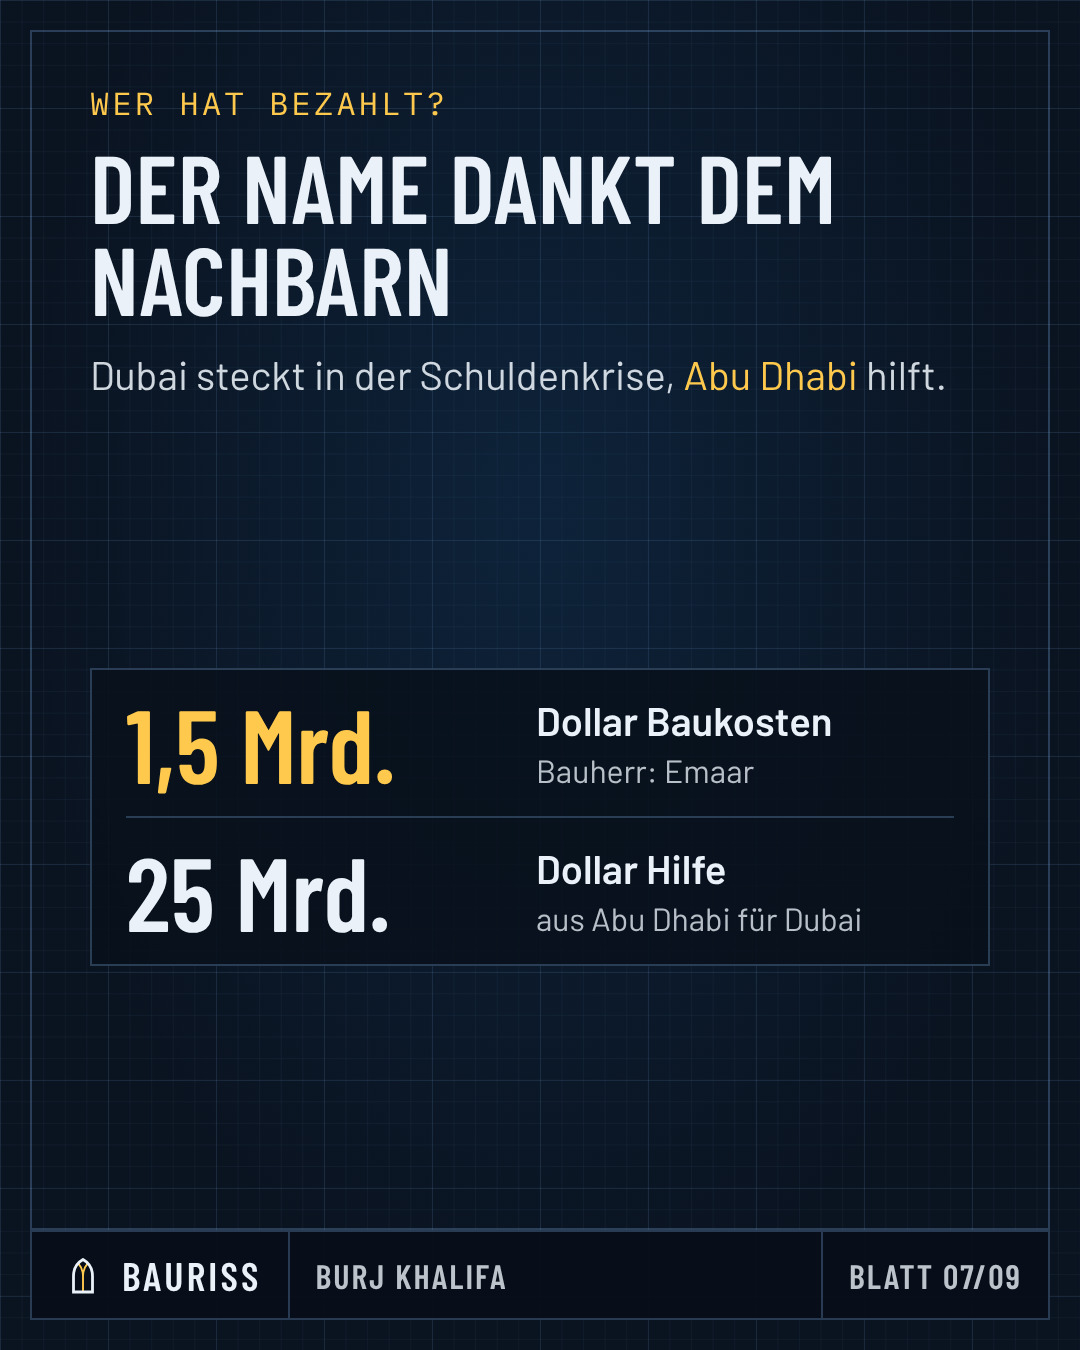 WER HAT BEZAHLT?
DER NAME DANKT DEM
NACHBARN
Dubai steckt in der Schuldenkrise, Abu Dhabi hilft.
1,5 Mrd.
Dollar Baukosten
Bauherr: Emaar
25 Mrd.
Dollar Hilfe
aus Abu Dhabi für Dubai
BAURISS
BURJ KHALIFA
BLATT 07/09